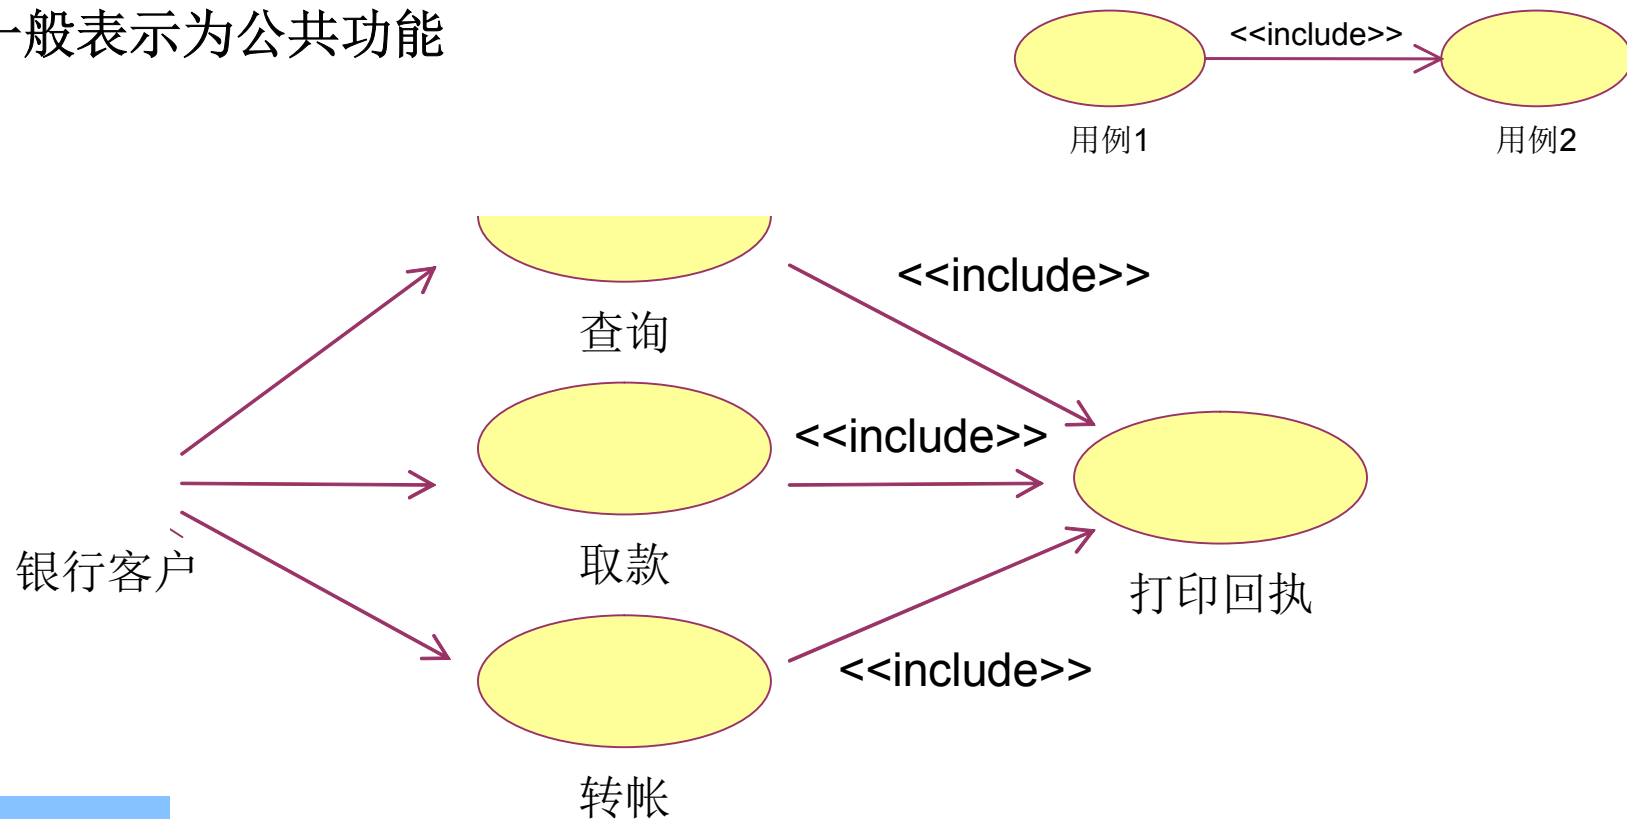 一般表示为公共功能
<<include>>
用例1
用例2
<<include>>
查询
<<include>>
取款
银行客户
打印回执
<<include>>
转帐